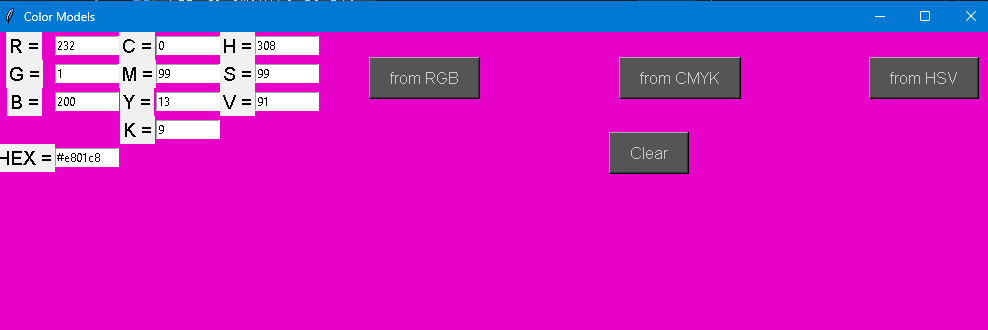 Color Models
R = 232 C = 0 H = 308
G = 1 M = 99 S = 99
B = 200 Y = 13 V = 91
K = 9
HEX = #e801c8
from RGB from CMYK from HSV
Clear